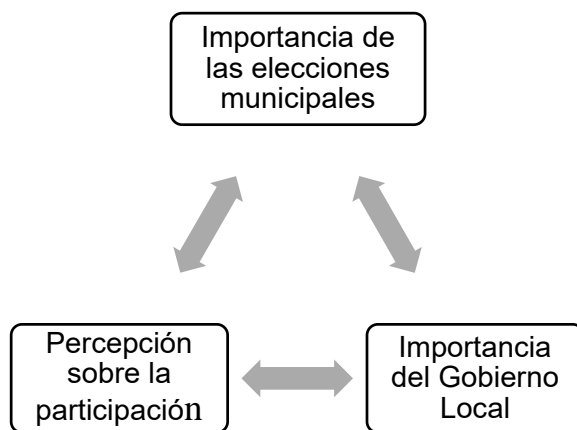 Importancia de
las elecciones
municipales
Percepción
sobre la
participación
Importancia
del Gobierno
Local